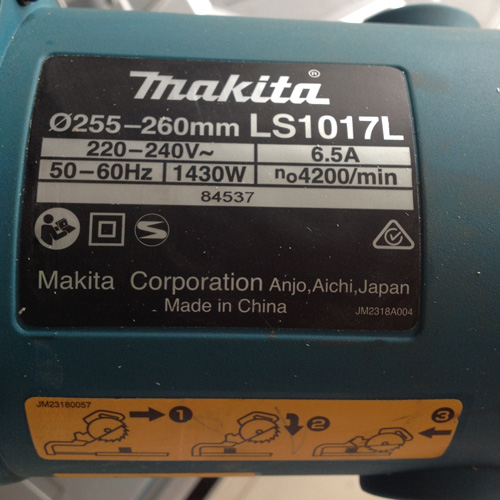 makita®
Ø255-260mm LS1017L
220-240V~ 6.5A
50-60Hz 1430W n₀4200/min
84537
Makita Corporation Anjo,Aichi,Japan
Made in China
JM2318A004
JM23180057
1 2 3